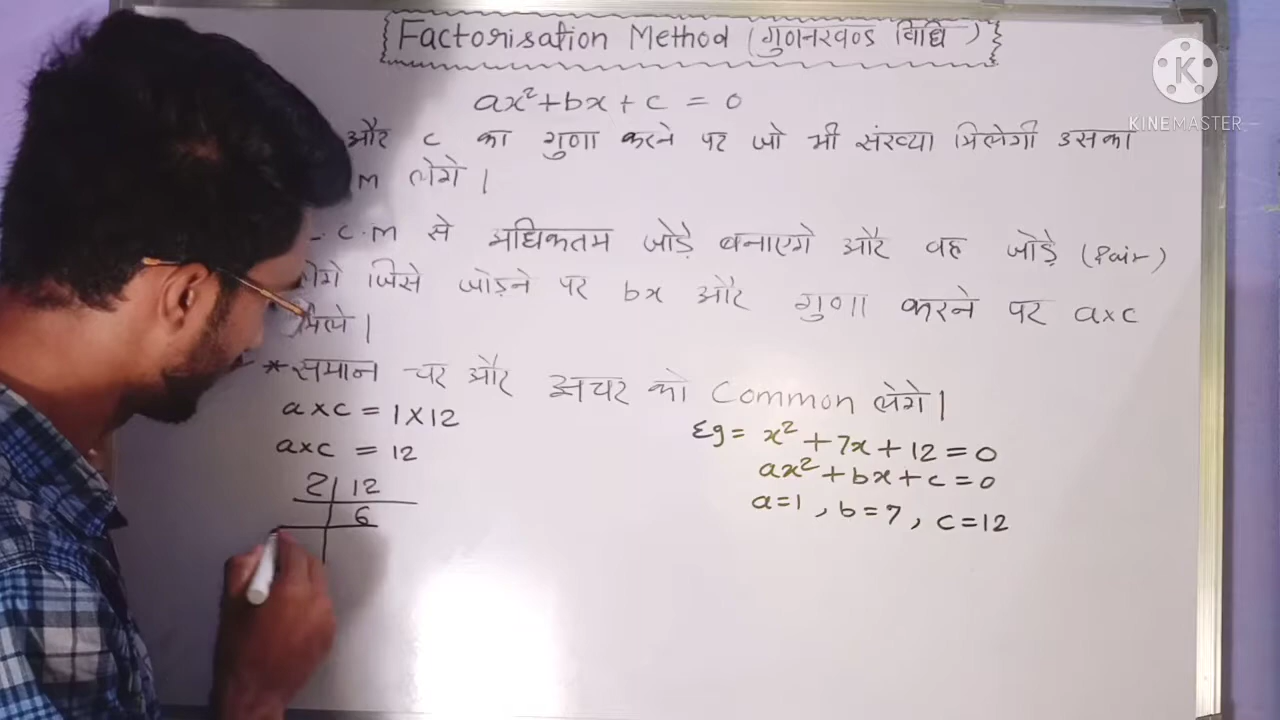 Factorisation Method (गुणनखण्ड विधि)
ax²+bx+c = 0
और c का गुणा करने पर जो भी संख्या मिलेगी उसका
M लेगे।
C.M से अधिकतम जोड़ै बनाएगे और वह जोड़ै (Pair)
लेगे जिसे जोड़ने पर bx और गुणा करने पर a×c
मिले।
*समान चर और अचर को Common लेगे।
a×c = 1×12
a×c = 12
2 | 12
6
Eg= x²+7x+12=0
ax²+bx+c=0
a=1, b=7, c=12
K
KINEMASTER